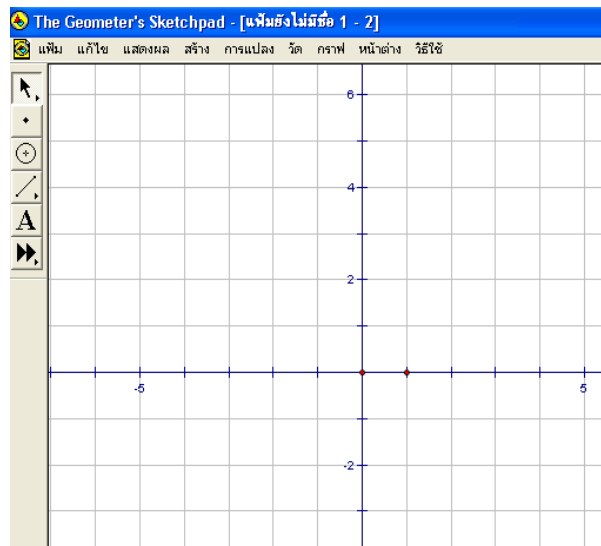 The Geometer's Sketchpad - [แฟ้มยังไม่มีชื่อ 1 - 2]
แฟ้ม แก้ไข แสดงผล สร้าง การแปลง วัด กราฟ หน้าต่าง วิธีใช้
A
6
4
2
-5
5
-2